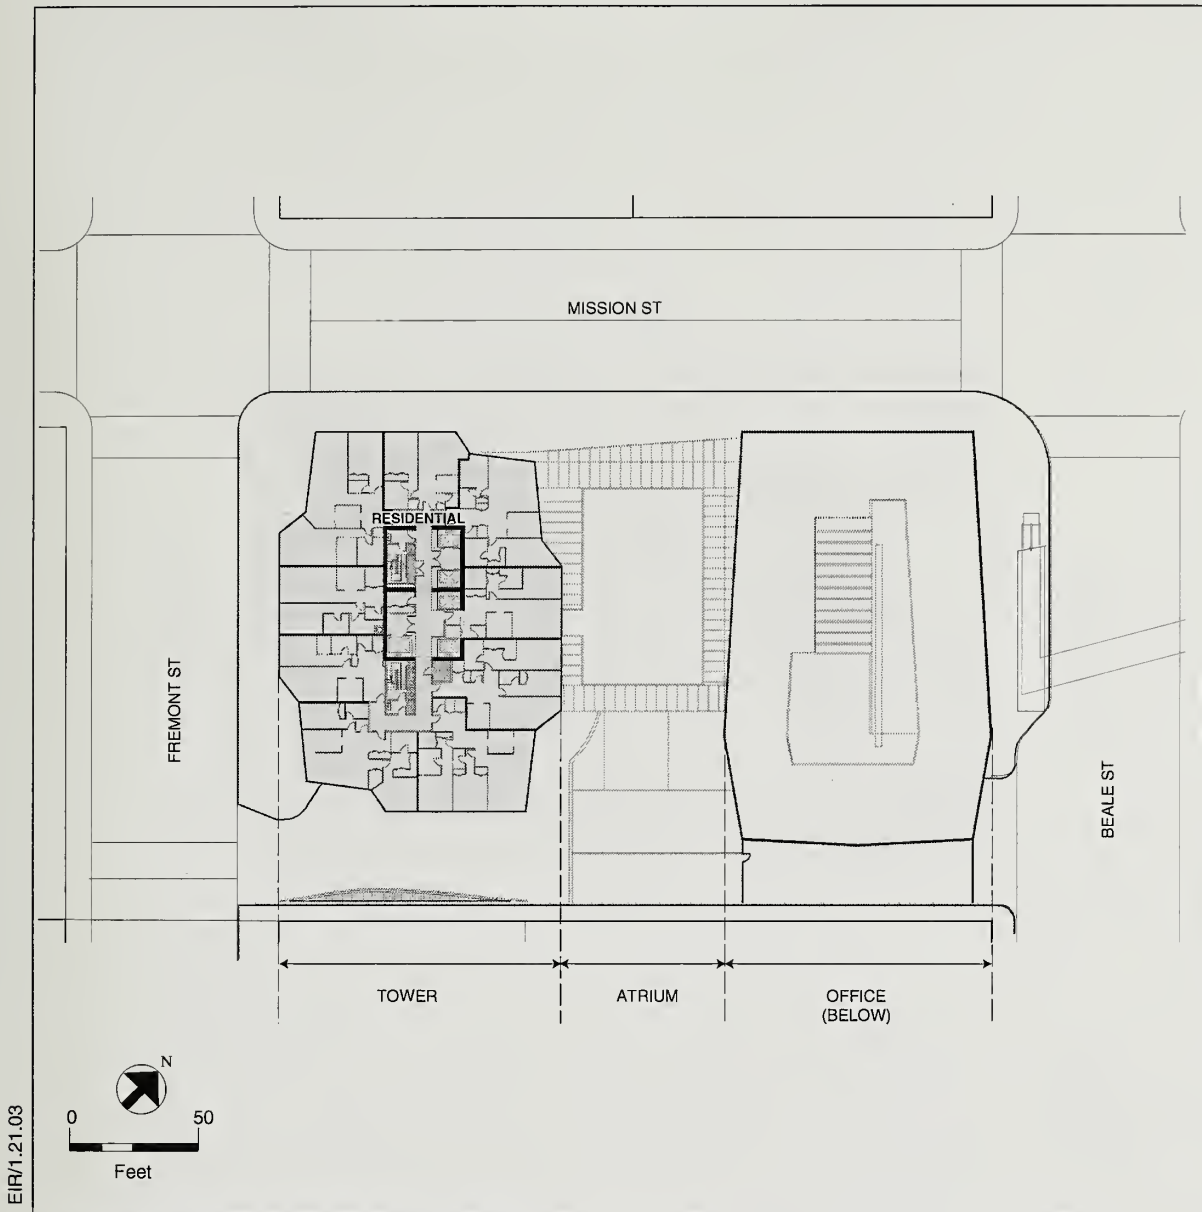 MISSION ST
RESIDENTIAL
FREMONT ST
BEALE ST
TOWER
ATRIUM
OFFICE
(BELOW)
N
0 50
Feet
EIR/1.21.03